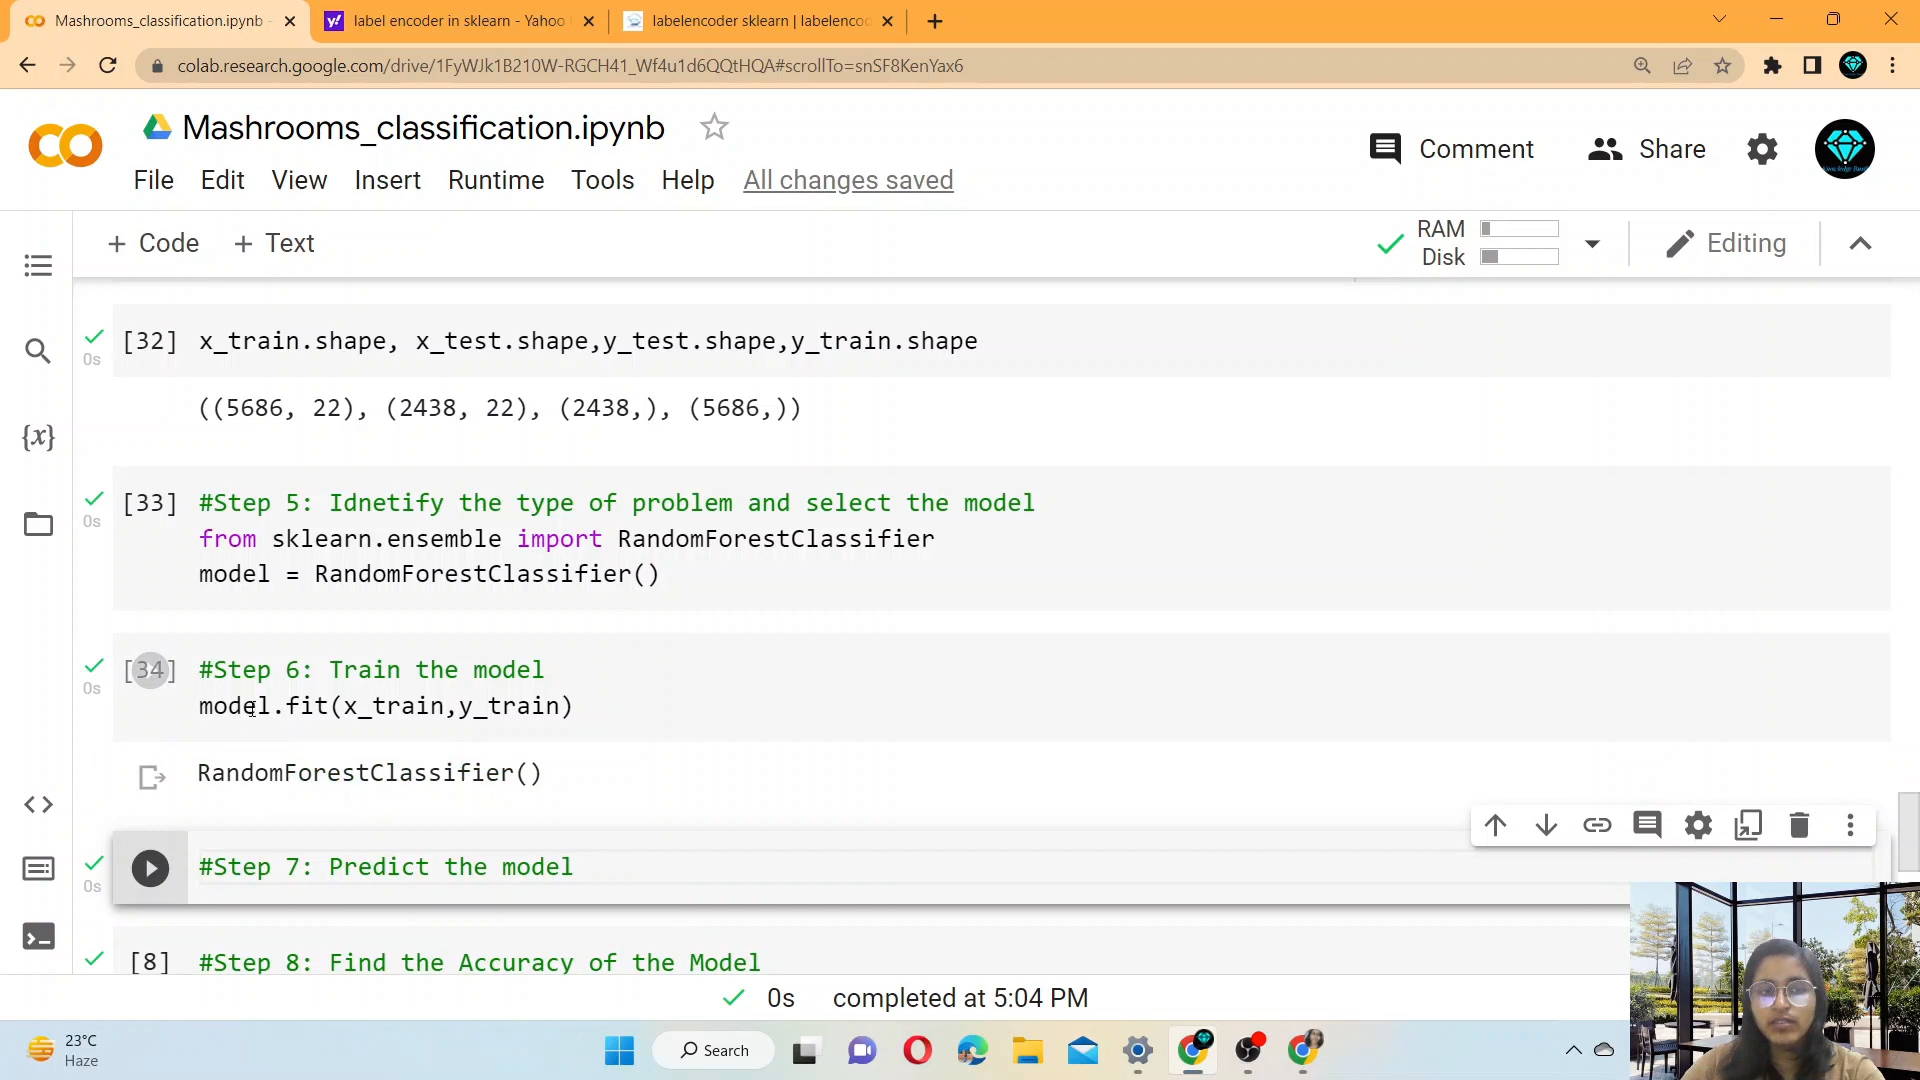 Mashrooms_classification.ipynb -
label encoder in sklearn - Yahoo
labelencoder sklearn | labelenco
colab.research.google.com/drive/1FyWJk1B210W-RGCH41_Wf4u1d6QQtHQA#scrollTo=snSF8KenYax6
Mashrooms_classification.ipynb
Comment
Share
File Edit View Insert Runtime Tools Help All changes saved
+ Code + Text
RAM
Disk
Editing
[32] x_train.shape, x_test.shape,y_test.shape,y_train.shape
0s
((5686, 22), (2438, 22), (2438,), (5686,))
{x}
[33] #Step 5: Idnetify the type of problem and select the model
0s
from sklearn.ensemble import RandomForestClassifier
model = RandomForestClassifier()
[34] #Step 6: Train the model
0s
model.fit(x_train,y_train)
RandomForestClassifier()
#Step 7: Predict the model
0s
[8] #Step 8: Find the Accuracy of the Model
0s completed at 5:04 PM
23°C
Haze
Search